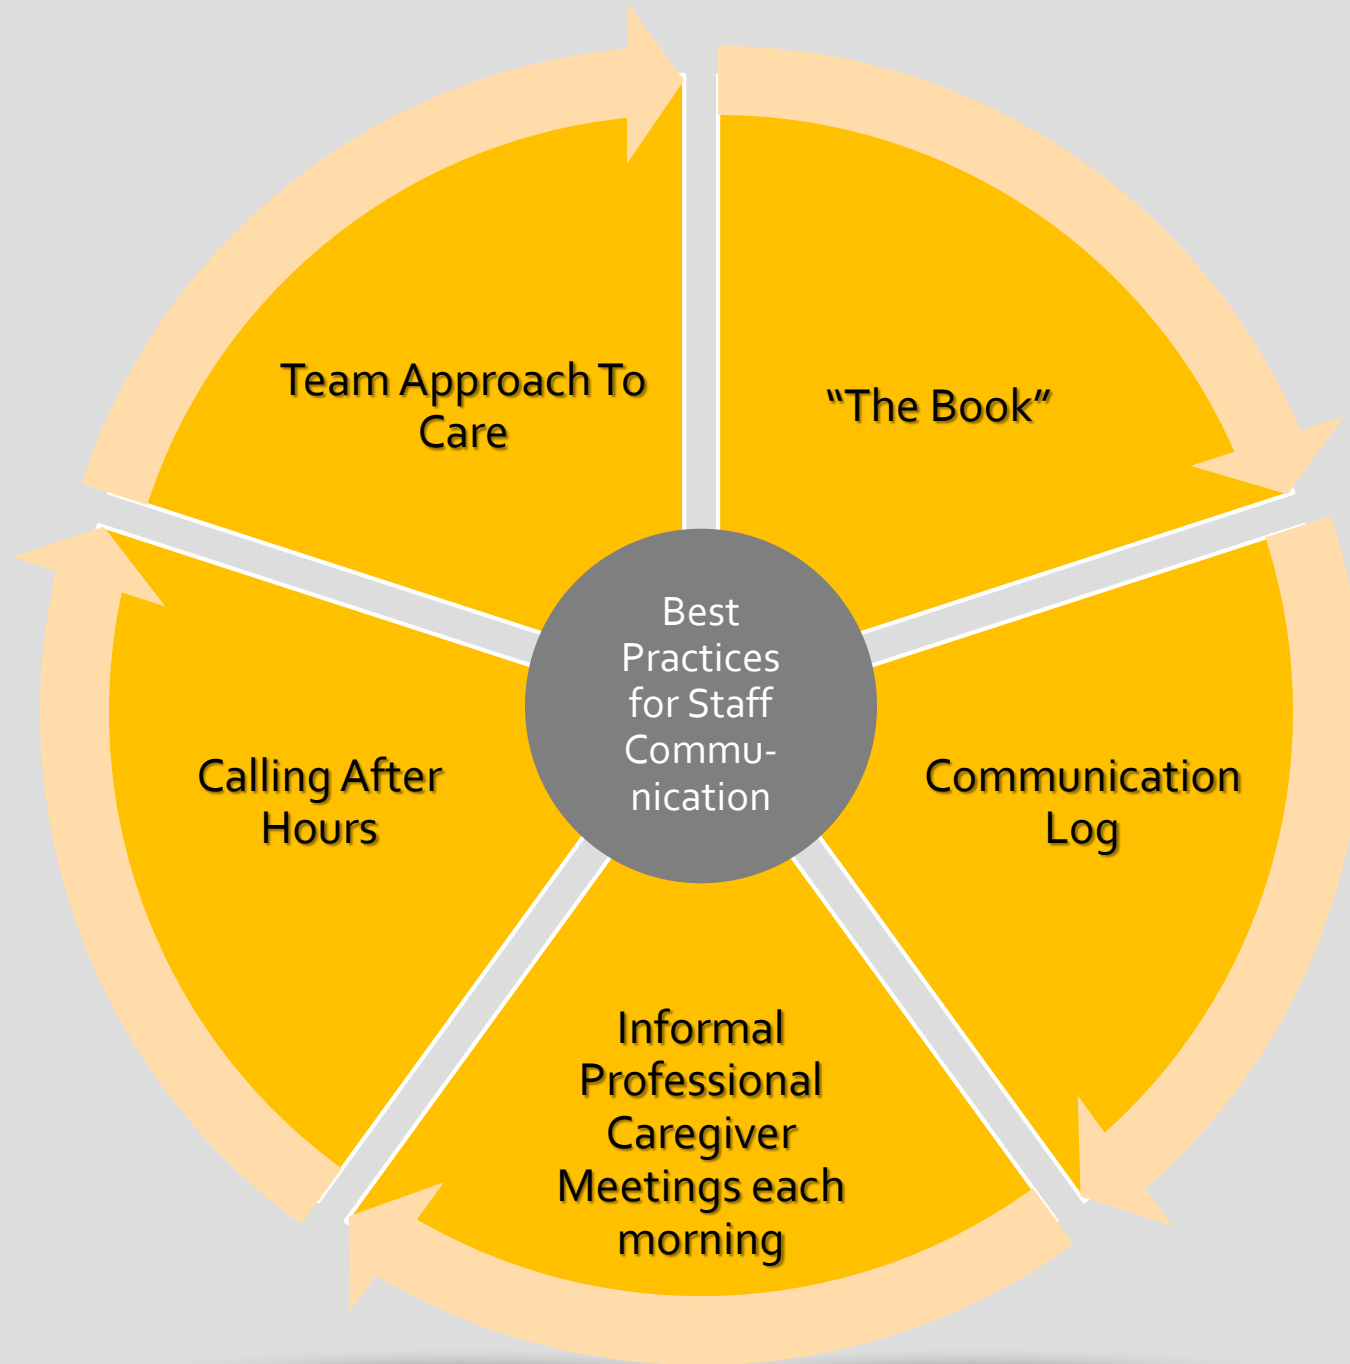 Team Approach To
Care
“The Book”
Best
Practices
for Staff
Commu-
nication
Calling After
Hours
Communication
Log
Informal
Professional
Caregiver
Meetings each
morning